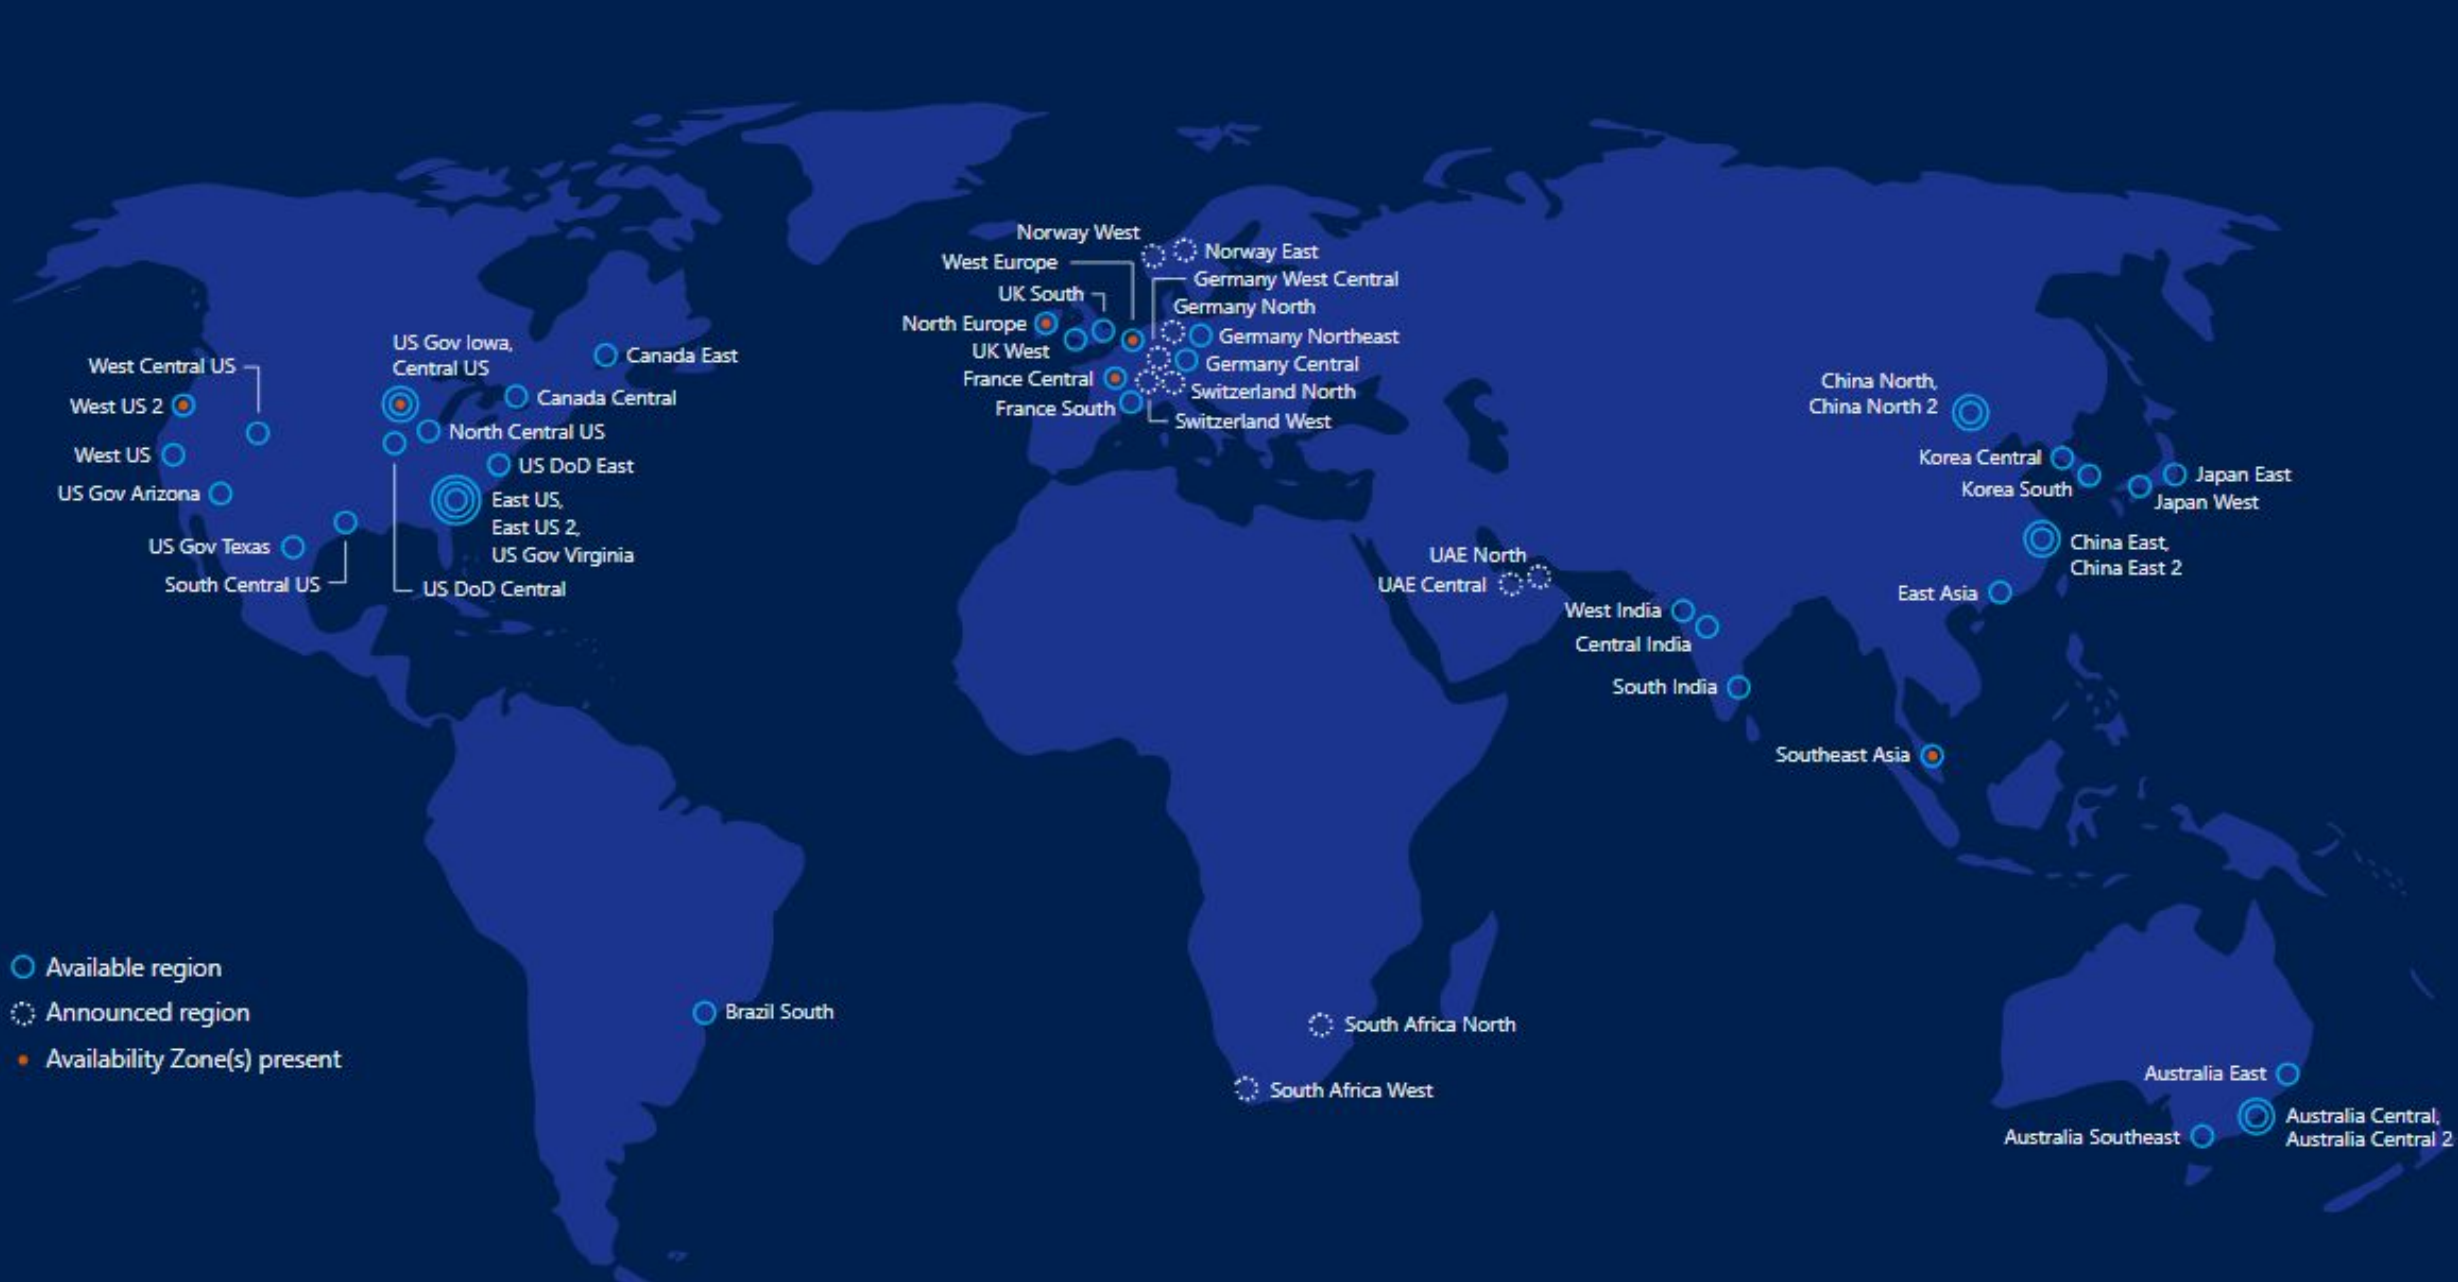 Norway West
Norway East
West Europe
Germany West Central
UK South
Germany North
North Europe
Germany Northeast
UK West
Germany Central
France Central
Switzerland North
France South
Switzerland West
US Gov Iowa,
Central US
Canada East
West Central US
West US 2
Canada Central
North Central US
West US
US DoD East
US Gov Arizona
East US,
East US 2,
US Gov Virginia
US Gov Texas
South Central US
US DoD Central
China North,
China North 2
Korea Central
Japan East
Korea South
Japan West
China East,
China East 2
East Asia
UAE North
UAE Central
West India
Central India
South India
Southeast Asia
Available region
Announced region
Availability Zone(s) present
Brazil South
South Africa North
South Africa West
Australia East
Australia Central,
Australia Central 2
Australia Southeast